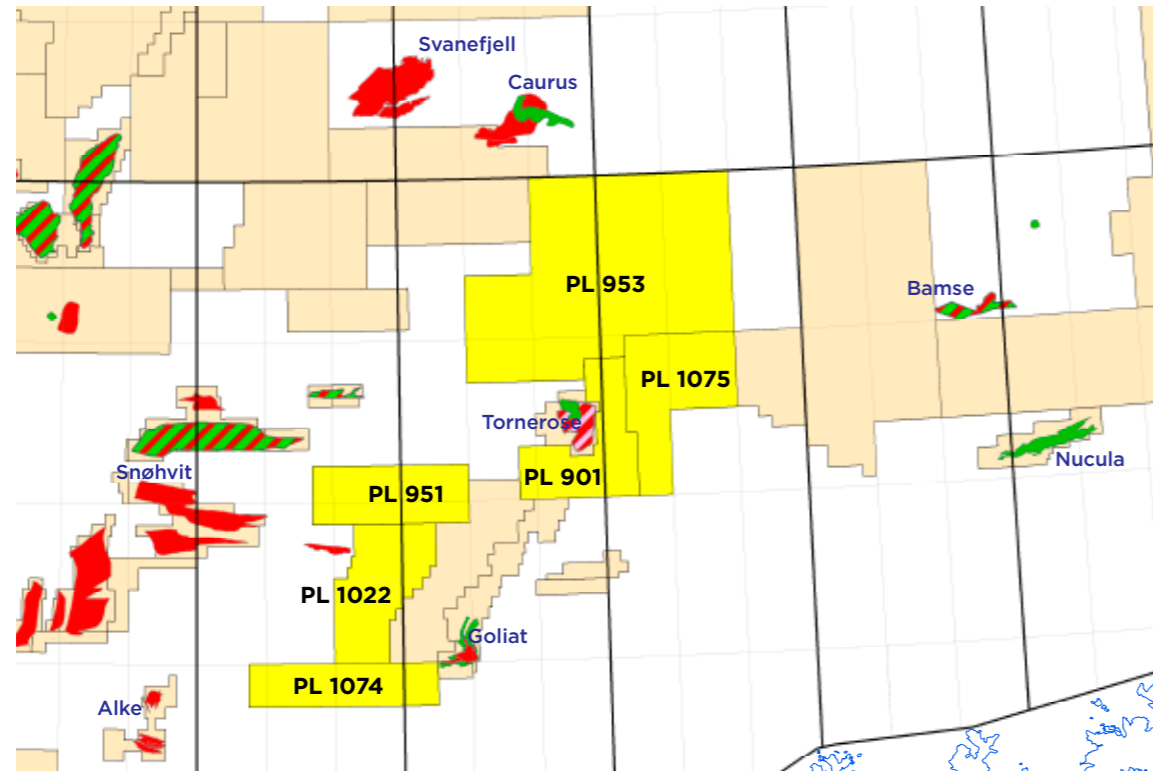 Svanefjell
Caurus
PL 953
Bamse
PL 1075
Tornerose
Snøhvit
PL 951
PL 901
Nucula
PL 1022
Goliat
PL 1074
Alke